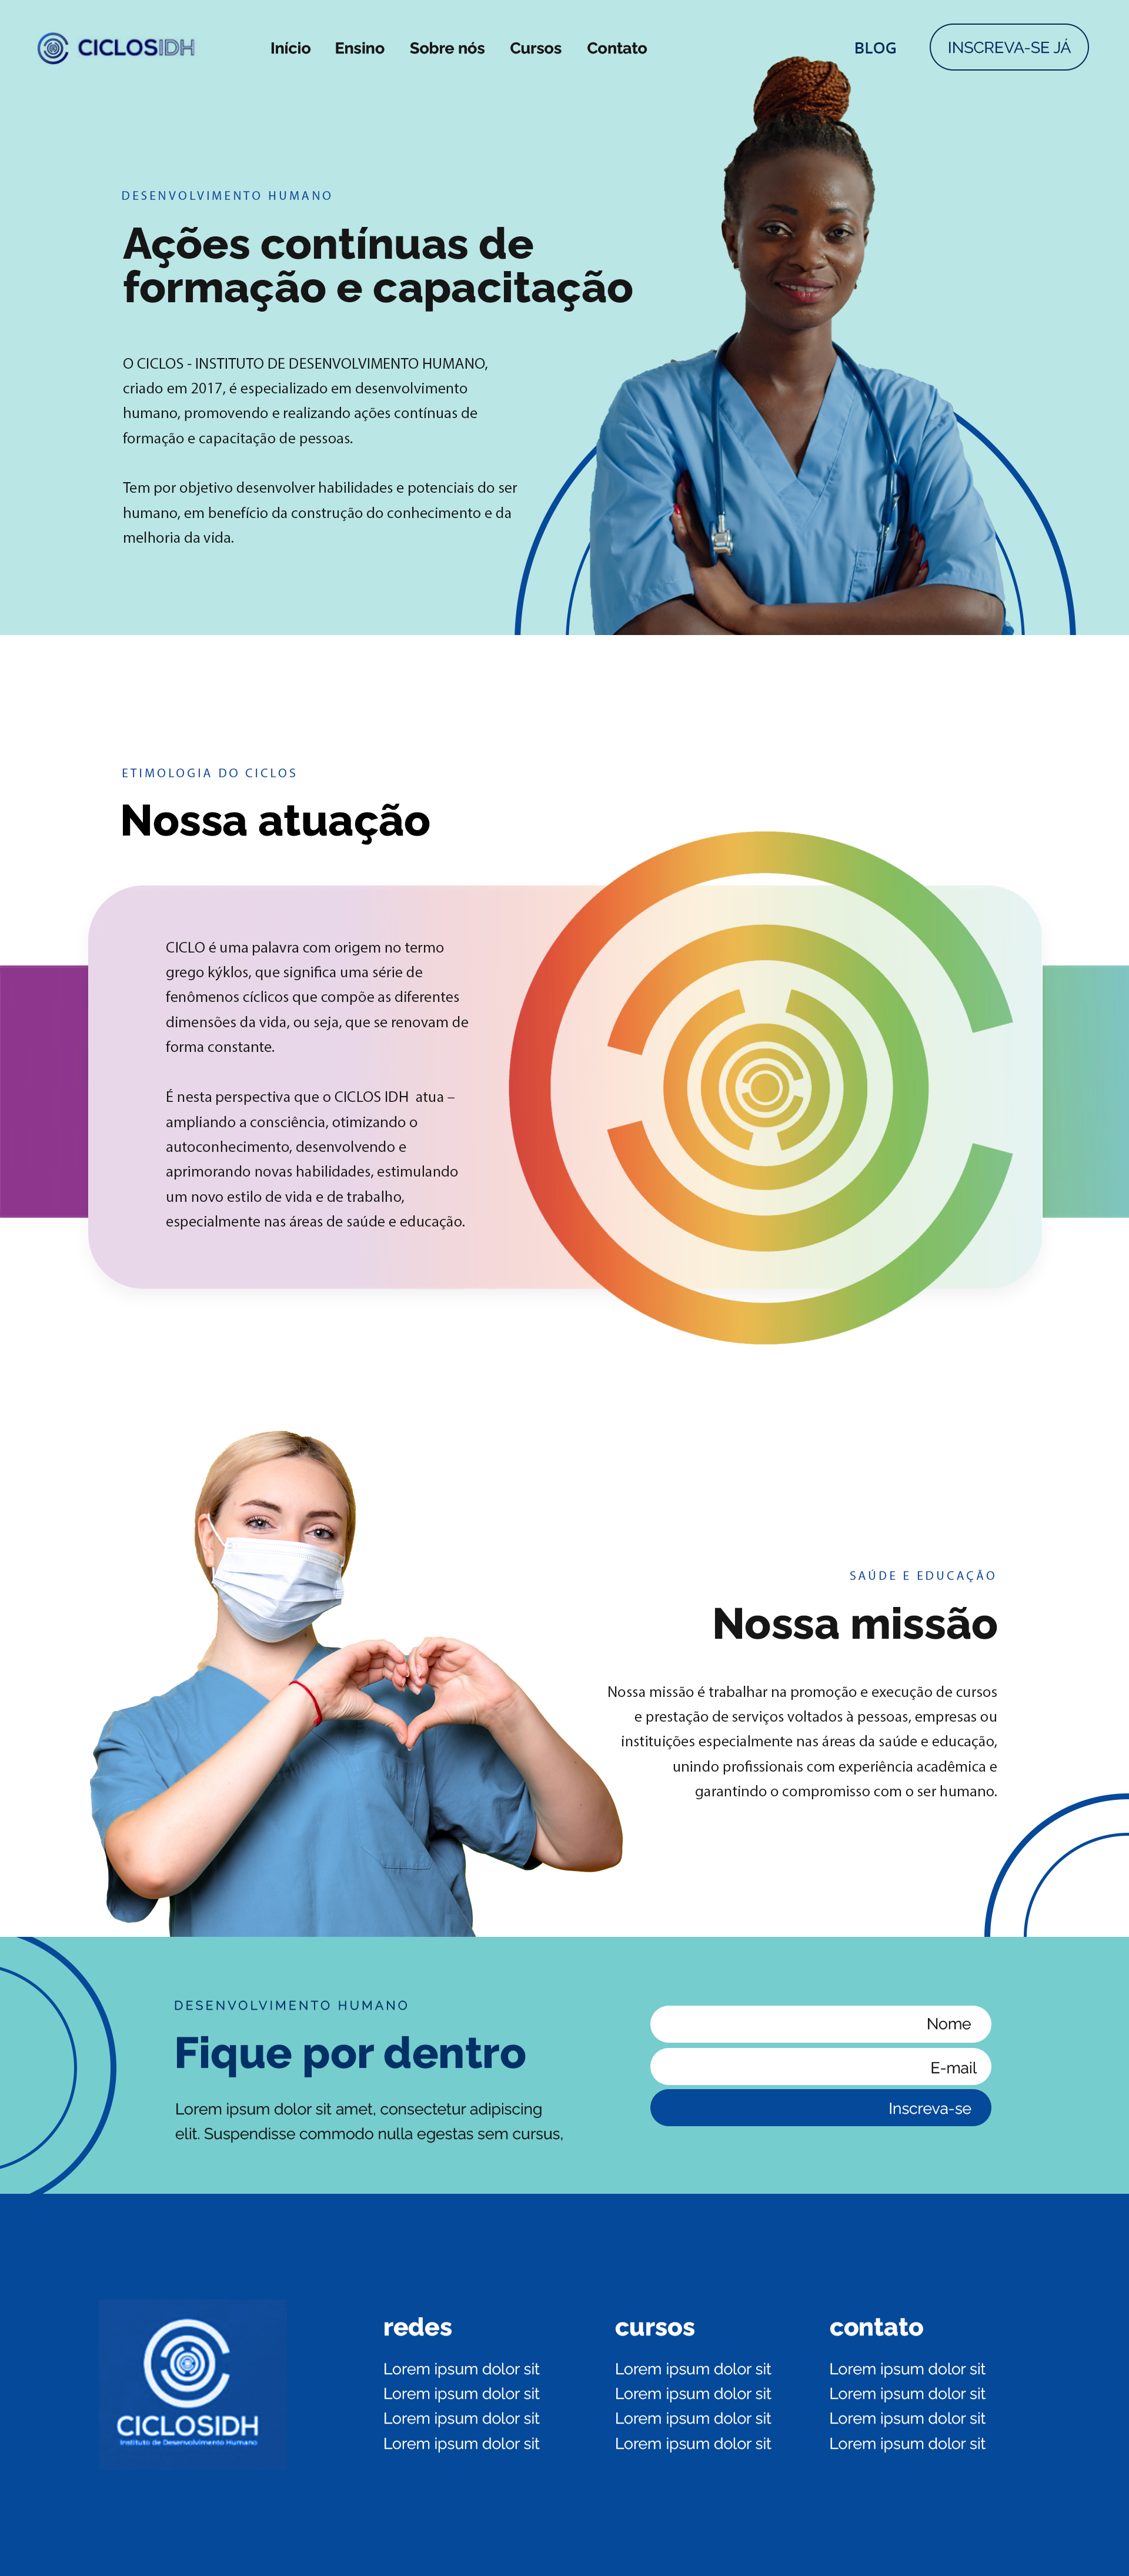 CICLOSIDH
Início
Ensino
Sobre nós
Cursos
Contato
BLOG
INSCREVA-SE JÁ
DESENVOLVIMENTO HUMANO
Ações contínuas de
formação e capacitação
O CICLOS - INSTITUTO DE DESENVOLVIMENTO HUMANO,
criado em 2017, é especializado em desenvolvimento
humano, promovendo e realizando ações contínuas de
formação e capacitação de pessoas.
Tem por objetivo desenvolver habilidades e potenciais do ser
humano, em benefício da construção do conhecimento e da
melhoria da vida.
ETIMOLOGIA DO CICLOS
Nossa atuação
CICLO é uma palavra com origem no termo
grego kýklos, que significa uma série de
fenômenos cíclicos que compõe as diferentes
dimensões da vida, ou seja, que se renovam de
forma constante.
É nesta perspectiva que o CICLOS IDH  atua –
ampliando a consciência, otimizando o
autoconhecimento, desenvolvendo e
aprimorando novas habilidades, estimulando
um novo estilo de vida e de trabalho,
especialmente nas áreas de saúde e educação.
SAÚDE E EDUCAÇÃO
Nossa missão
Nossa missão é trabalhar na promoção e execução de cursos
e prestação de serviços voltados à pessoas, empresas ou
instituições especialmente nas áreas da saúde e educação,
unindo profissionais com experiência acadêmica e
garantindo o compromisso com o ser humano.
DESENVOLVIMENTO HUMANO
Fique por dentro
Lorem ipsum dolor sit amet, consectetur adipiscing
elit. Suspendisse commodo nulla egestas sem cursus,
Nome
E-mail
Inscreva-se
CICLOSIDH
Instituto de Desenvolvimento Humano
redes
Lorem ipsum dolor sit
Lorem ipsum dolor sit
Lorem ipsum dolor sit
Lorem ipsum dolor sit
cursos
Lorem ipsum dolor sit
Lorem ipsum dolor sit
Lorem ipsum dolor sit
Lorem ipsum dolor sit
contato
Lorem ipsum dolor sit
Lorem ipsum dolor sit
Lorem ipsum dolor sit
Lorem ipsum dolor sit